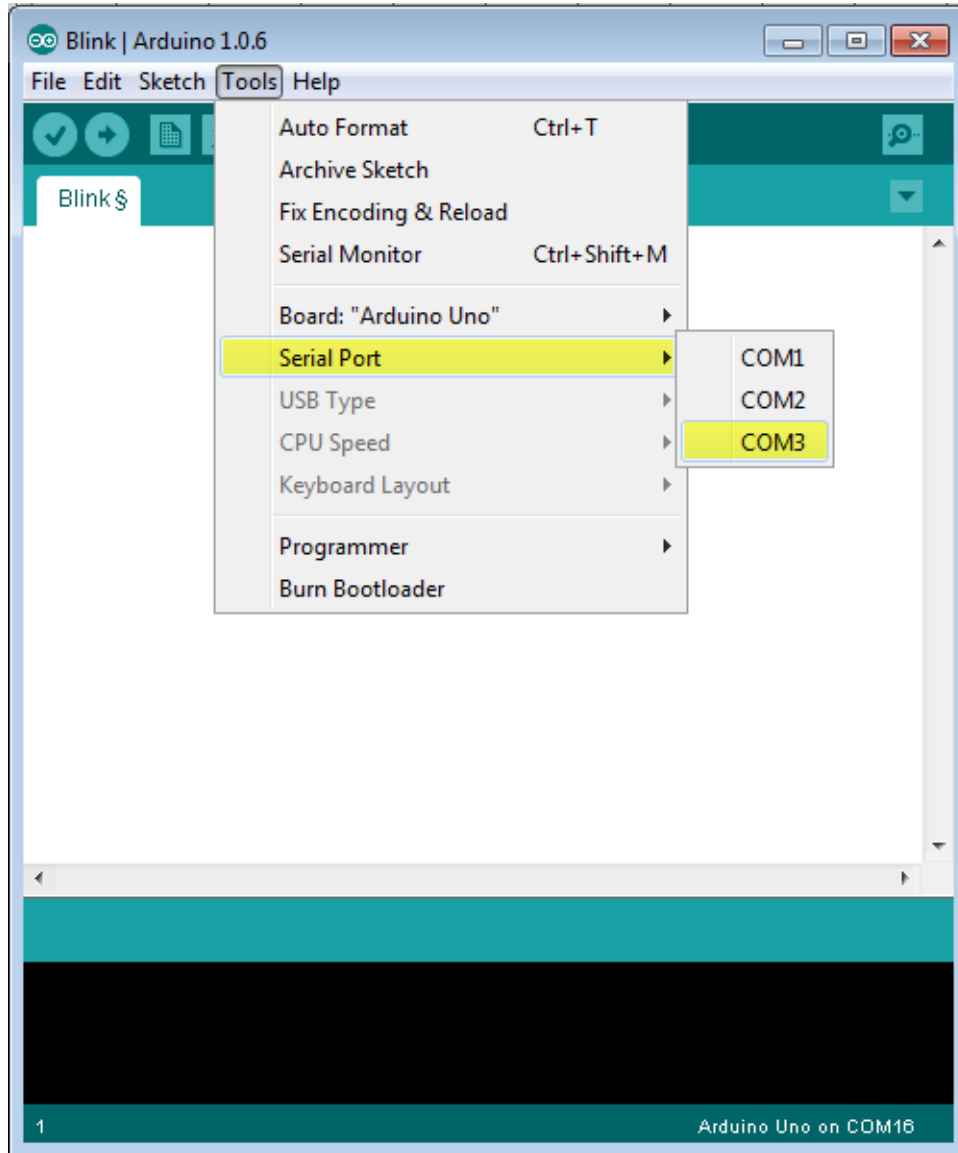 Blink | Arduino 1.0.6
File Edit Sketch Tools Help
Auto Format Ctrl+T
Archive Sketch
Blink §
Fix Encoding & Reload
Serial Monitor Ctrl+Shift+M
Board: "Arduino Uno"
Serial Port
COM1
USB Type
COM2
CPU Speed
COM3
Keyboard Layout
Programmer
Burn Bootloader
1 Arduino Uno on COM16